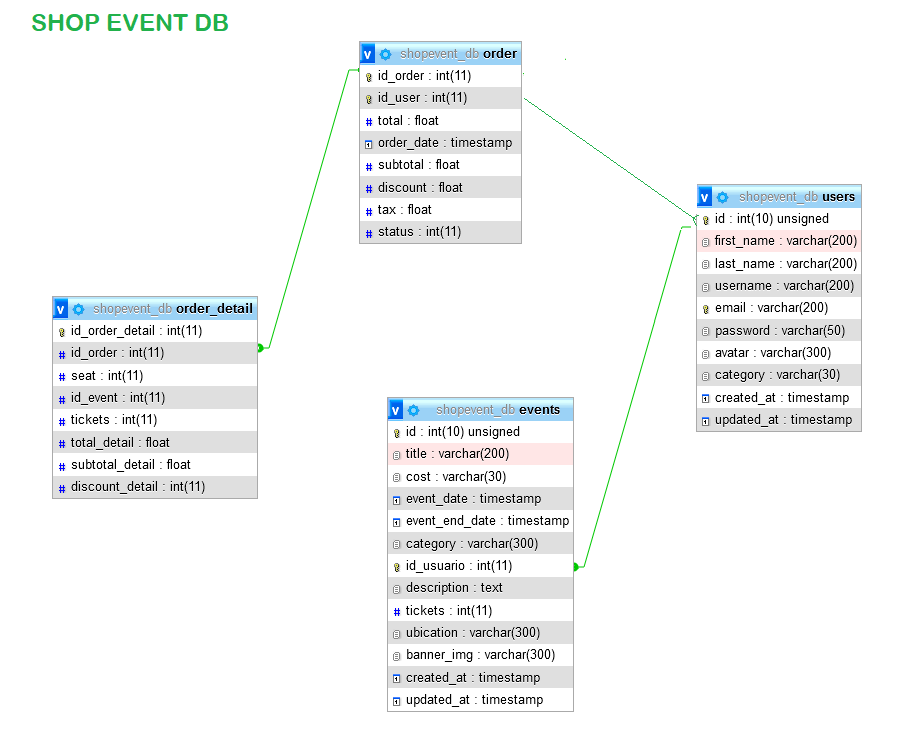 SHOP EVENT DB
v shopevent_db order
id_order : int(11)
id_user : int(11)
# total : float
order_date : timestamp
# subtotal : float
# discount : float
# tax : float
# status : int(11)
v shopevent_db users
id : int(10) unsigned
first_name : varchar(200)
last_name : varchar(200)
username : varchar(200)
email : varchar(200)
password : varchar(50)
avatar : varchar(300)
category : varchar(30)
created_at : timestamp
updated_at : timestamp
v shopevent_db order_detail
id_order_detail : int(11)
# id_order : int(11)
# seat : int(11)
# id_event : int(11)
# tickets : int(11)
# total_detail : float
# subtotal_detail : float
# discount_detail : int(11)
v shopevent_db events
id : int(10) unsigned
title : varchar(200)
cost : varchar(30)
event_date : timestamp
event_end_date : timestamp
category : varchar(300)
id_usuario : int(11)
description : text
# tickets : int(11)
ubication : varchar(300)
banner_img : varchar(300)
created_at : timestamp
updated_at : timestamp